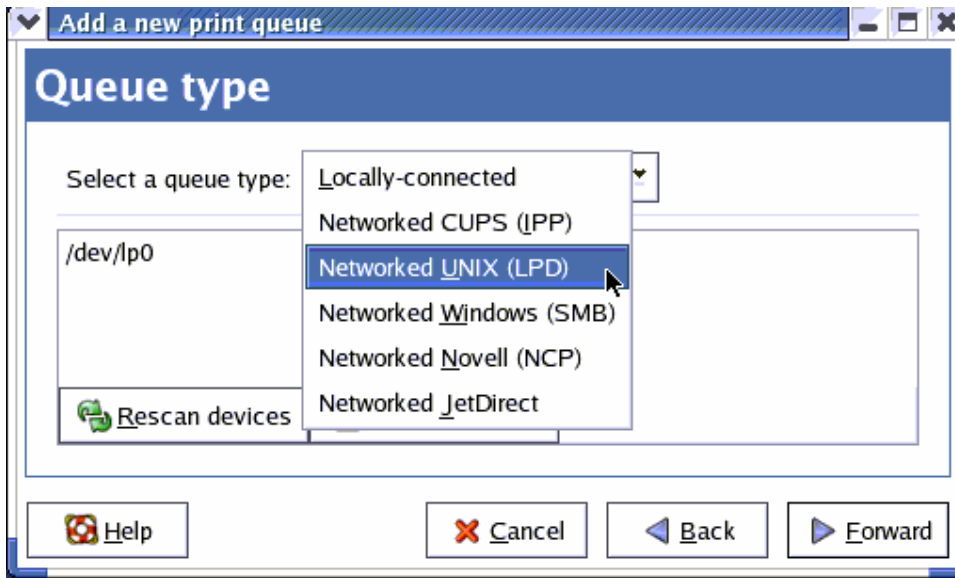 Add a new print queue
Queue type
Select a queue type:
Locally-connected
Networked CUPS (IPP)
Networked UNIX (LPD)
Networked Windows (SMB)
Networked Novell (NCP)
Networked JetDirect
/dev/lp0
Rescan devices
Help
Cancel
Back
Forward